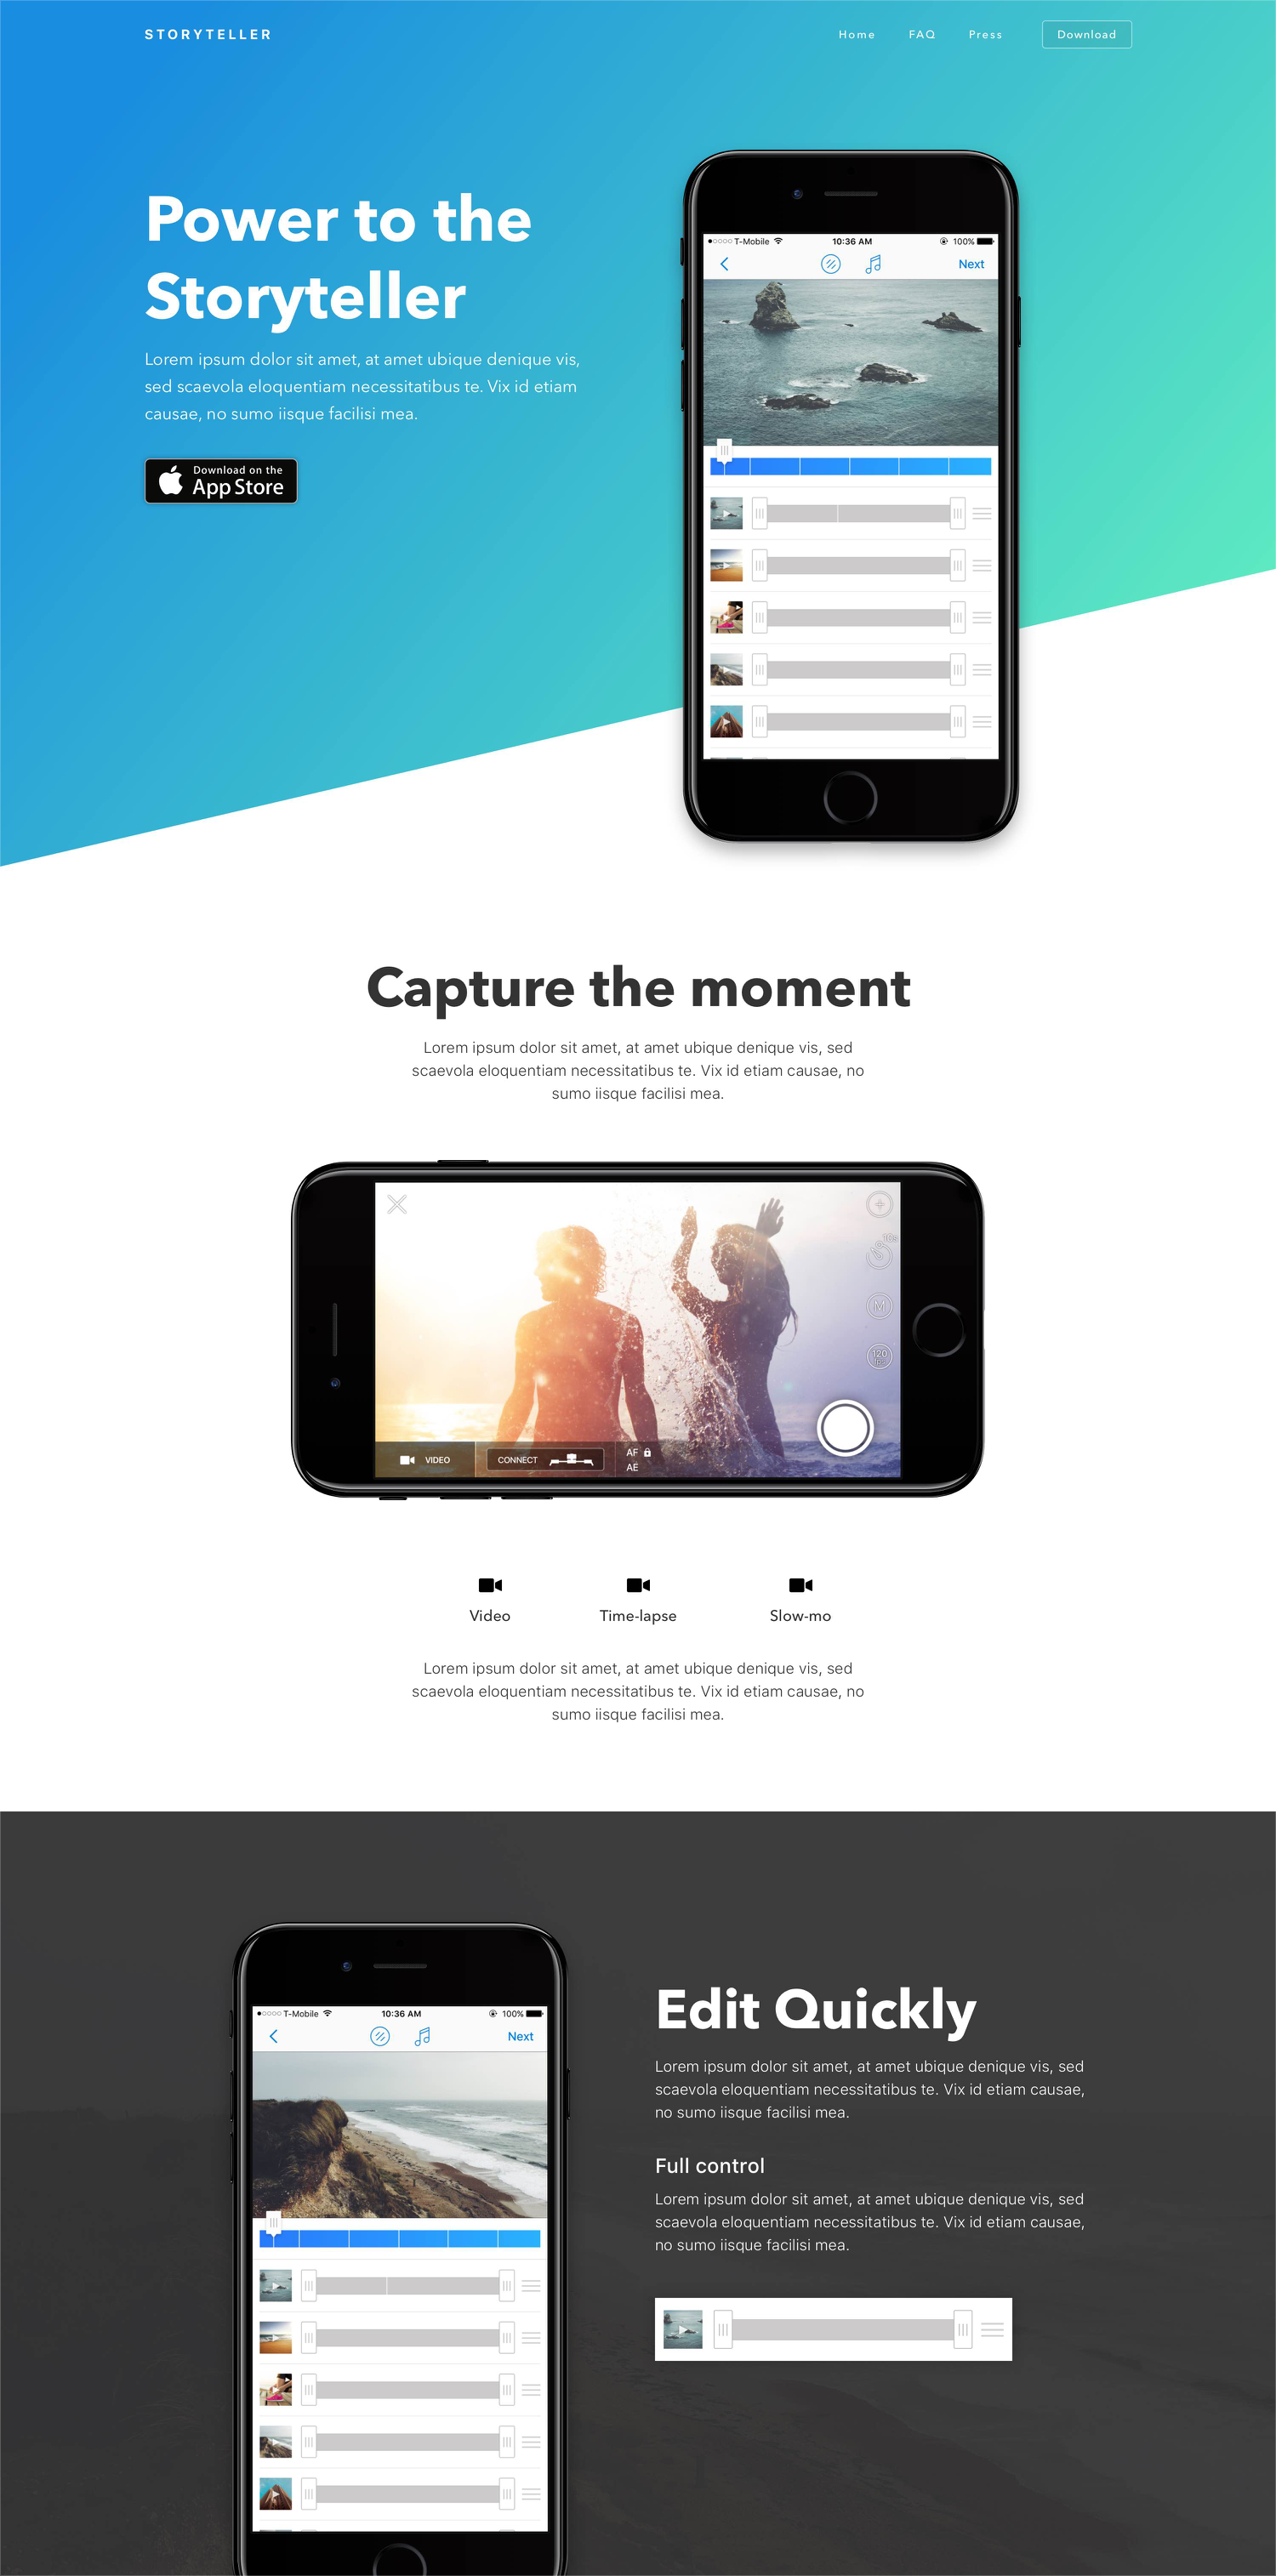 STORYTELLER
Home FAQ Press Download
Power to the
Storyteller
Lorem ipsum dolor sit amet, at amet ubique denique vis,
sed scaevola eloquentiam necessitatibus te. Vix id etiam
causae, no sumo iisque facilisi mea.
Download on the
App Store
T-Mobile 10:36 AM 100%
Next
Capture the moment
Lorem ipsum dolor sit amet, at amet ubique denique vis, sed
scaevola eloquentiam necessitatibus te. Vix id etiam causae, no
sumo iisque facilisi mea.
10s
M
120
fps
VIDEO CONNECT AF
AE
Video Time-lapse Slow-mo
Lorem ipsum dolor sit amet, at amet ubique denique vis, sed
scaevola eloquentiam necessitatibus te. Vix id etiam causae, no
sumo iisque facilisi mea.
T-Mobile 10:36 AM 100%
Next
Edit Quickly
Lorem ipsum dolor sit amet, at amet ubique denique vis, sed
scaevola eloquentiam necessitatibus te. Vix id etiam causae,
no sumo iisque facilisi mea.
Full control
Lorem ipsum dolor sit amet, at amet ubique denique vis, sed
scaevola eloquentiam necessitatibus te. Vix id etiam causae,
no sumo iisque facilisi mea.